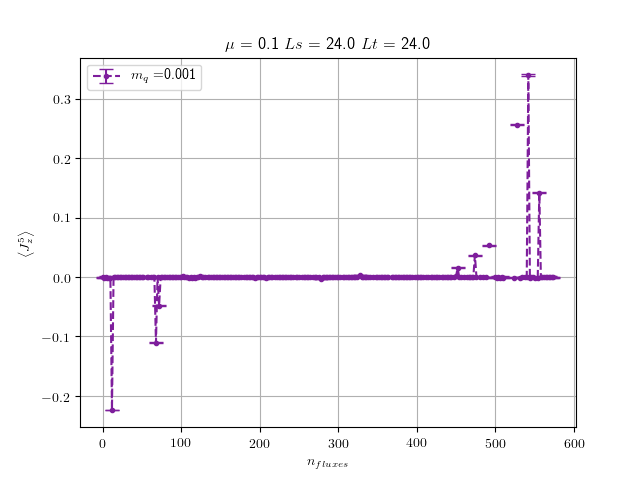 μ = 0.1 Ls = 24.0 Lt = 24.0
m_q =0.001
0.3
0.2
0.1
0.0
−0.1
−0.2
⟨J_z^5⟩
0 100 200 300 400 500 600
n_fluxes